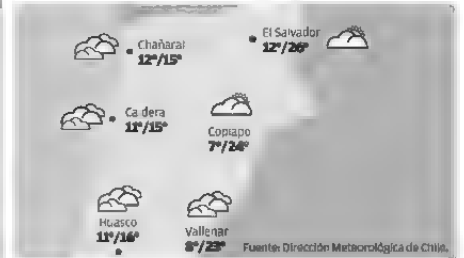 Chañaral
12°/15°
El Salvador
12°/26°
Caldera
11°/15°
Copiapo
7°/24°
Huasco
11°/16°
Vallenar
8°/23°
Fuente: Dirección Meteorológica de Chile.